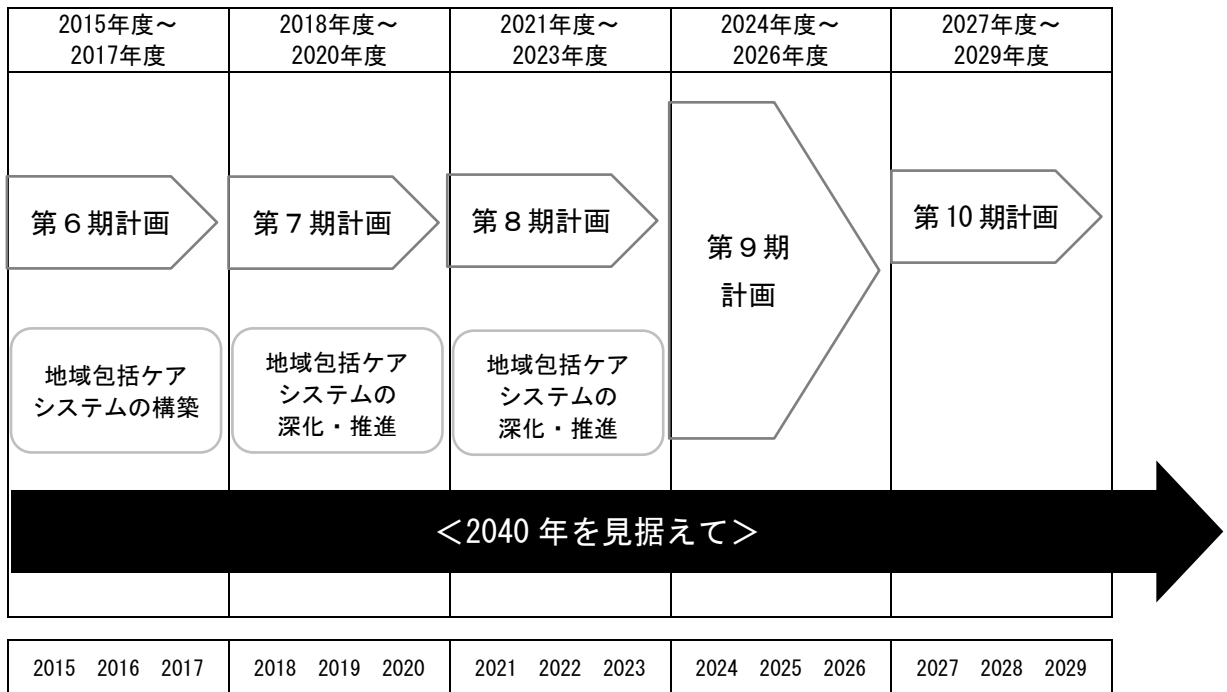 2015年度～
2017年度
2018年度～
2020年度
2021年度～
2023年度
2024年度～
2026年度
2027年度～
2029年度
第６期計画
第７期計画
第８期計画
第９期
計画
第10期計画
地域包括ケア
システムの構築
地域包括ケア
システムの
深化・推進
地域包括ケア
システムの
深化・推進
＜2040年を見据えて＞
2015 2016 2017
2018 2019 2020
2021 2022 2023
2024 2025 2026
2027 2028 2029